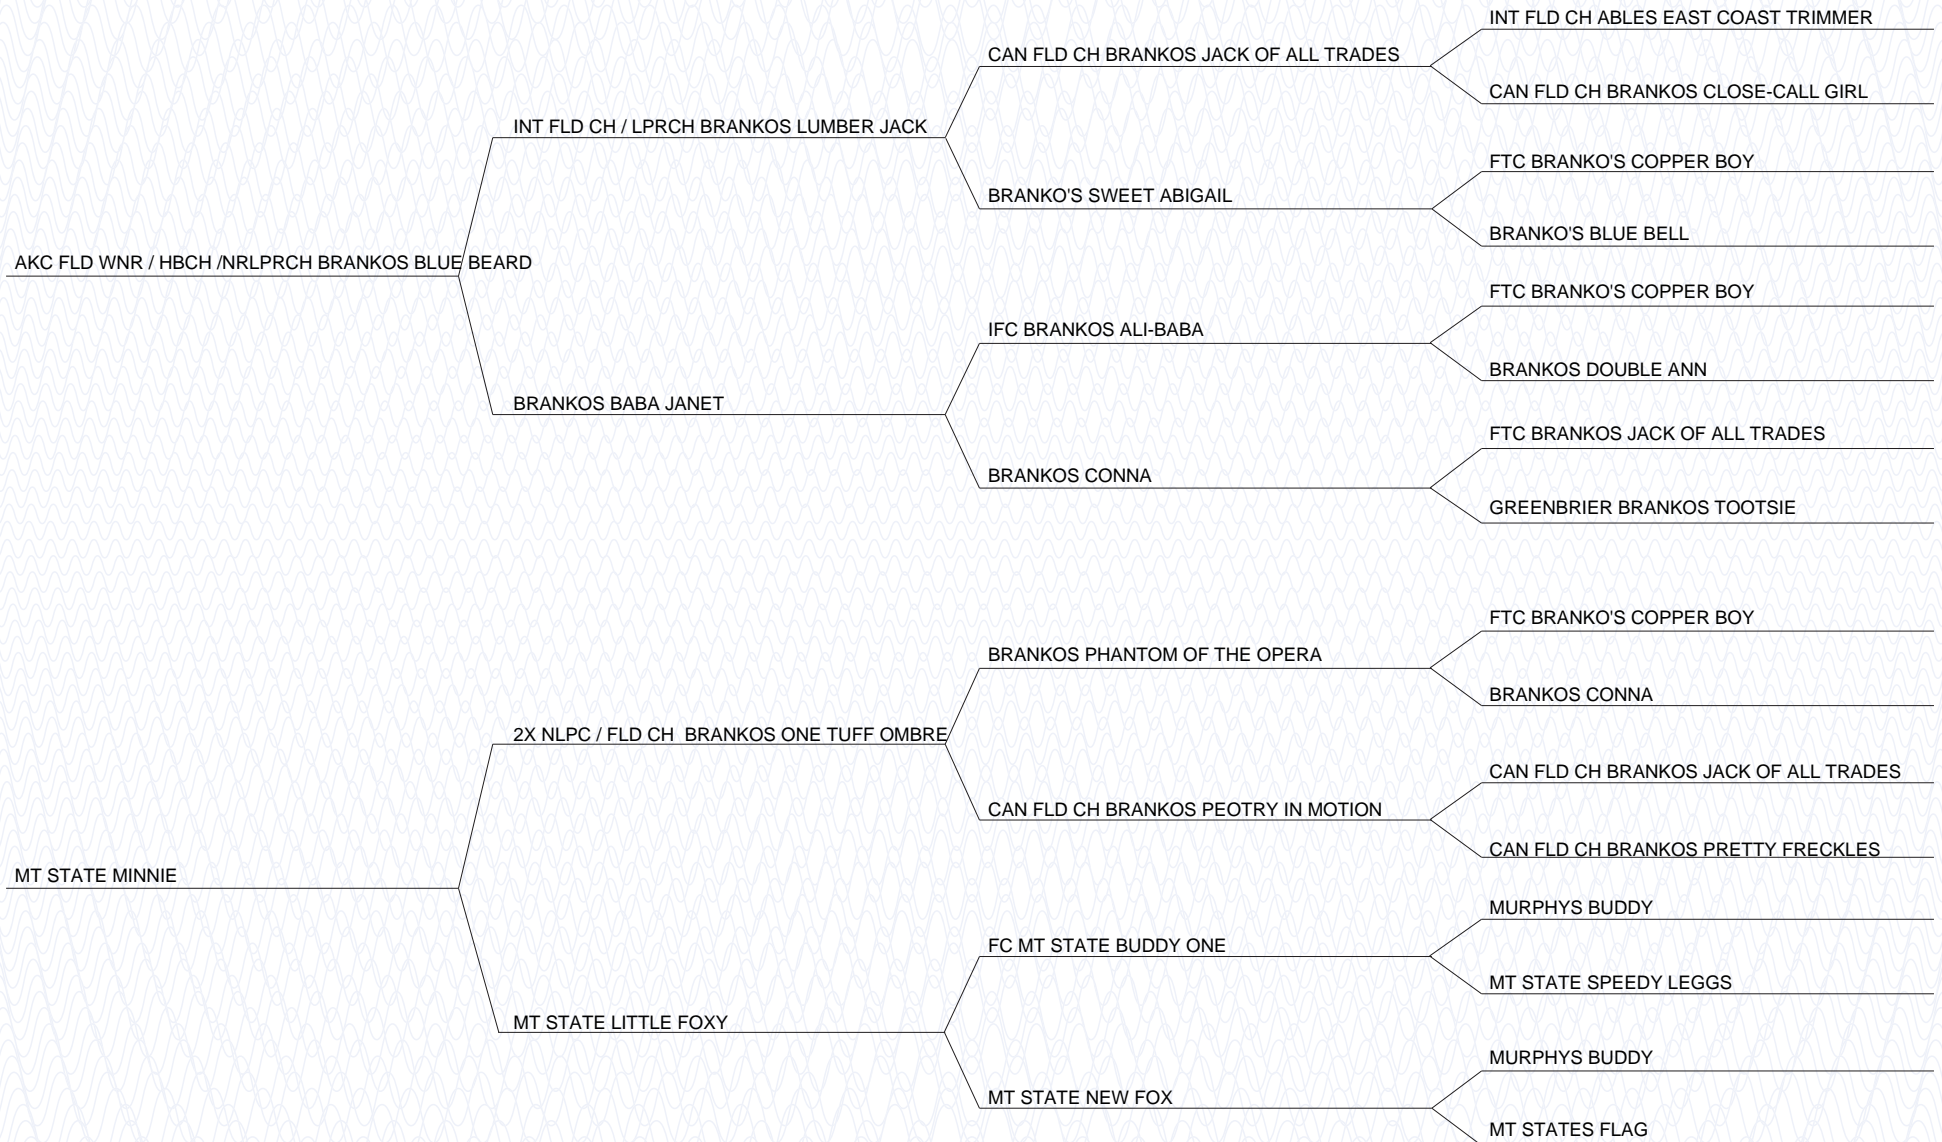 INT FLD CH ABLES EAST COAST TRIMMER
CAN FLD CH BRANKOS JACK OF ALL TRADES
CAN FLD CH BRANKOS CLOSE-CALL GIRL
INT FLD CH / LPRCH BRANKOS LUMBER JACK
FTC BRANKO'S COPPER BOY
BRANKO'S SWEET ABIGAIL
BRANKO'S BLUE BELL
AKC FLD WNR / HBCH /NRLPRCH BRANKOS BLUE BEARD
FTC BRANKO'S COPPER BOY
IFC BRANKOS ALI-BABA
BRANKOS DOUBLE ANN
BRANKOS BABA JANET
FTC BRANKOS JACK OF ALL TRADES
BRANKOS CONNA
GREENBRIER BRANKOS TOOTSIE
FTC BRANKO'S COPPER BOY
BRANKOS PHANTOM OF THE OPERA
BRANKOS CONNA
2X NLPC / FLD CH  BRANKOS ONE TUFF OMBRE
CAN FLD CH BRANKOS JACK OF ALL TRADES
CAN FLD CH BRANKOS PEOTRY IN MOTION
CAN FLD CH BRANKOS PRETTY FRECKLES
MT STATE MINNIE
MURPHYS BUDDY
FC MT STATE BUDDY ONE
MT STATE SPEEDY LEGGS
MT STATE LITTLE FOXY
MURPHYS BUDDY
MT STATE NEW FOX
MT STATES FLAG